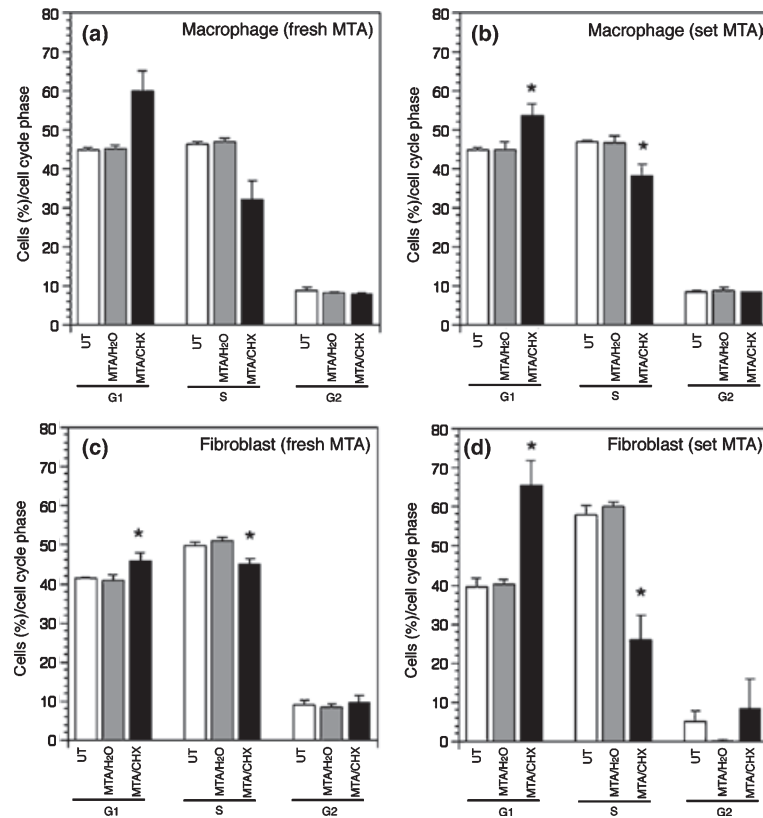 (a)
Macrophage (fresh MTA)
Cells (%)/cell cycle phase
80
70
60
50
40
30
20
10
0
UT
MTA/H2O
MTA/CHX
UT
MTA/H2O
MTA/CHX
UT
MTA/H2O
MTA/CHX
G1
S
G2
(b)
Macrophage (set MTA)
Cells (%)/cell cycle phase
80
70
60
50
40
30
20
10
0
*
*
UT
MTA/H2O
MTA/CHX
UT
MTA/H2O
MTA/CHX
UT
MTA/H2O
MTA/CHX
G1
S
G2
(c)
Fibroblast (fresh MTA)
Cells (%)/cell cycle phase
80
70
60
50
40
30
20
10
0
*
*
UT
MTA/H2O
MTA/CHX
UT
MTA/H2O
MTA/CHX
UT
MTA/H2O
MTA/CHX
G1
S
G2
(d)
Fibroblast (set MTA)
Cells (%)/cell cycle phase
80
70
60
50
40
30
20
10
0
*
*
UT
MTA/H2O
MTA/CHX
UT
MTA/H2O
MTA/CHX
UT
MTA/H2O
MTA/CHX
G1
S
G2